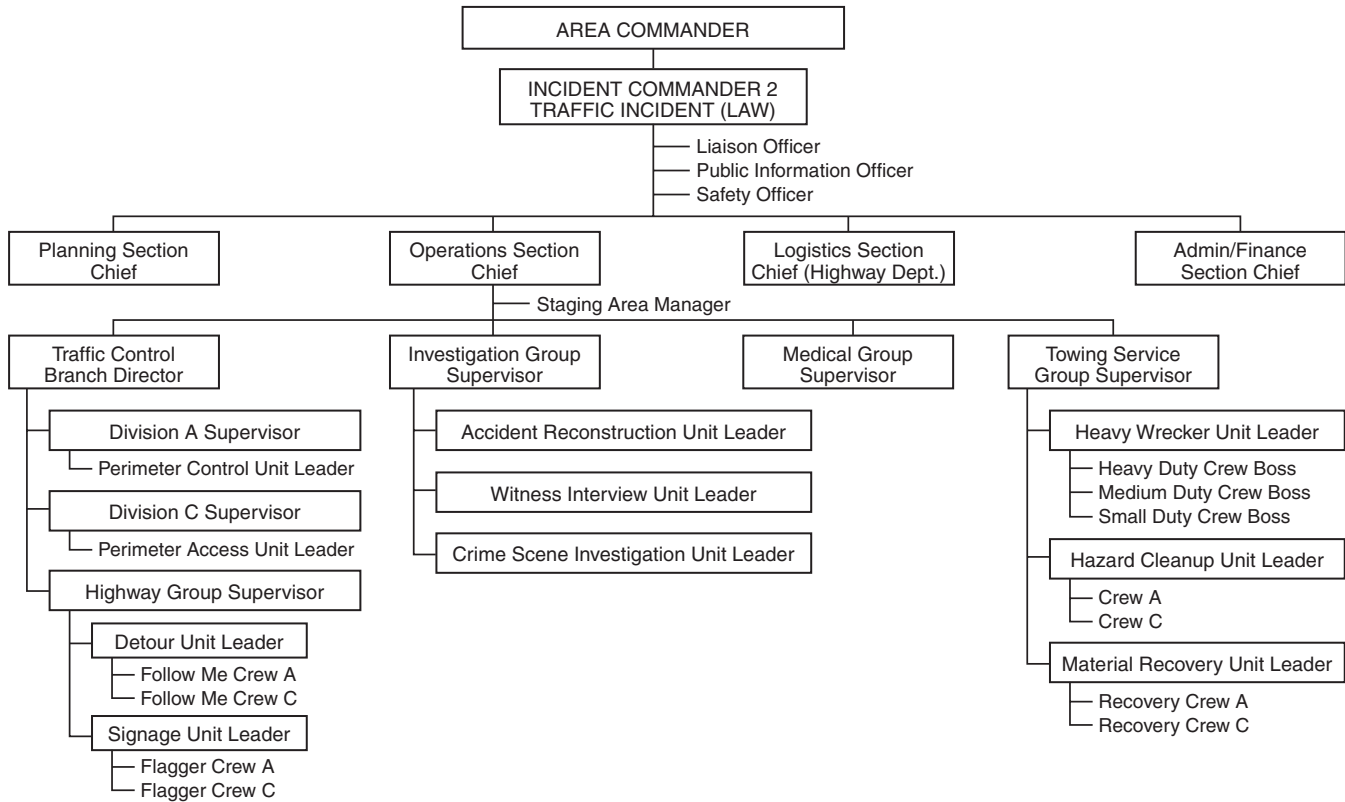 AREA COMMANDER
INCIDENT COMMANDER 2
TRAFFIC INCIDENT (LAW)
Liaison Officer
Public Information Officer
Safety Officer
Planning Section
Chief
Operations Section
Chief
Logistics Section
Chief (Highway Dept.)
Admin/Finance
Section Chief
Staging Area Manager
Traffic Control
Branch Director
Division A Supervisor
Perimeter Control Unit Leader
Division C Supervisor
Perimeter Access Unit Leader
Highway Group Supervisor
Detour Unit Leader
Follow Me Crew A
Follow Me Crew C
Signage Unit Leader
Flagger Crew A
Flagger Crew C
Investigation Group
Supervisor
Accident Reconstruction Unit Leader
Witness Interview Unit Leader
Crime Scene Investigation Unit Leader
Medical Group
Supervisor
Towing Service
Group Supervisor
Heavy Wrecker Unit Leader
Heavy Duty Crew Boss
Medium Duty Crew Boss
Small Duty Crew Boss
Hazard Cleanup Unit Leader
Crew A
Crew C
Material Recovery Unit Leader
Recovery Crew A
Recovery Crew C